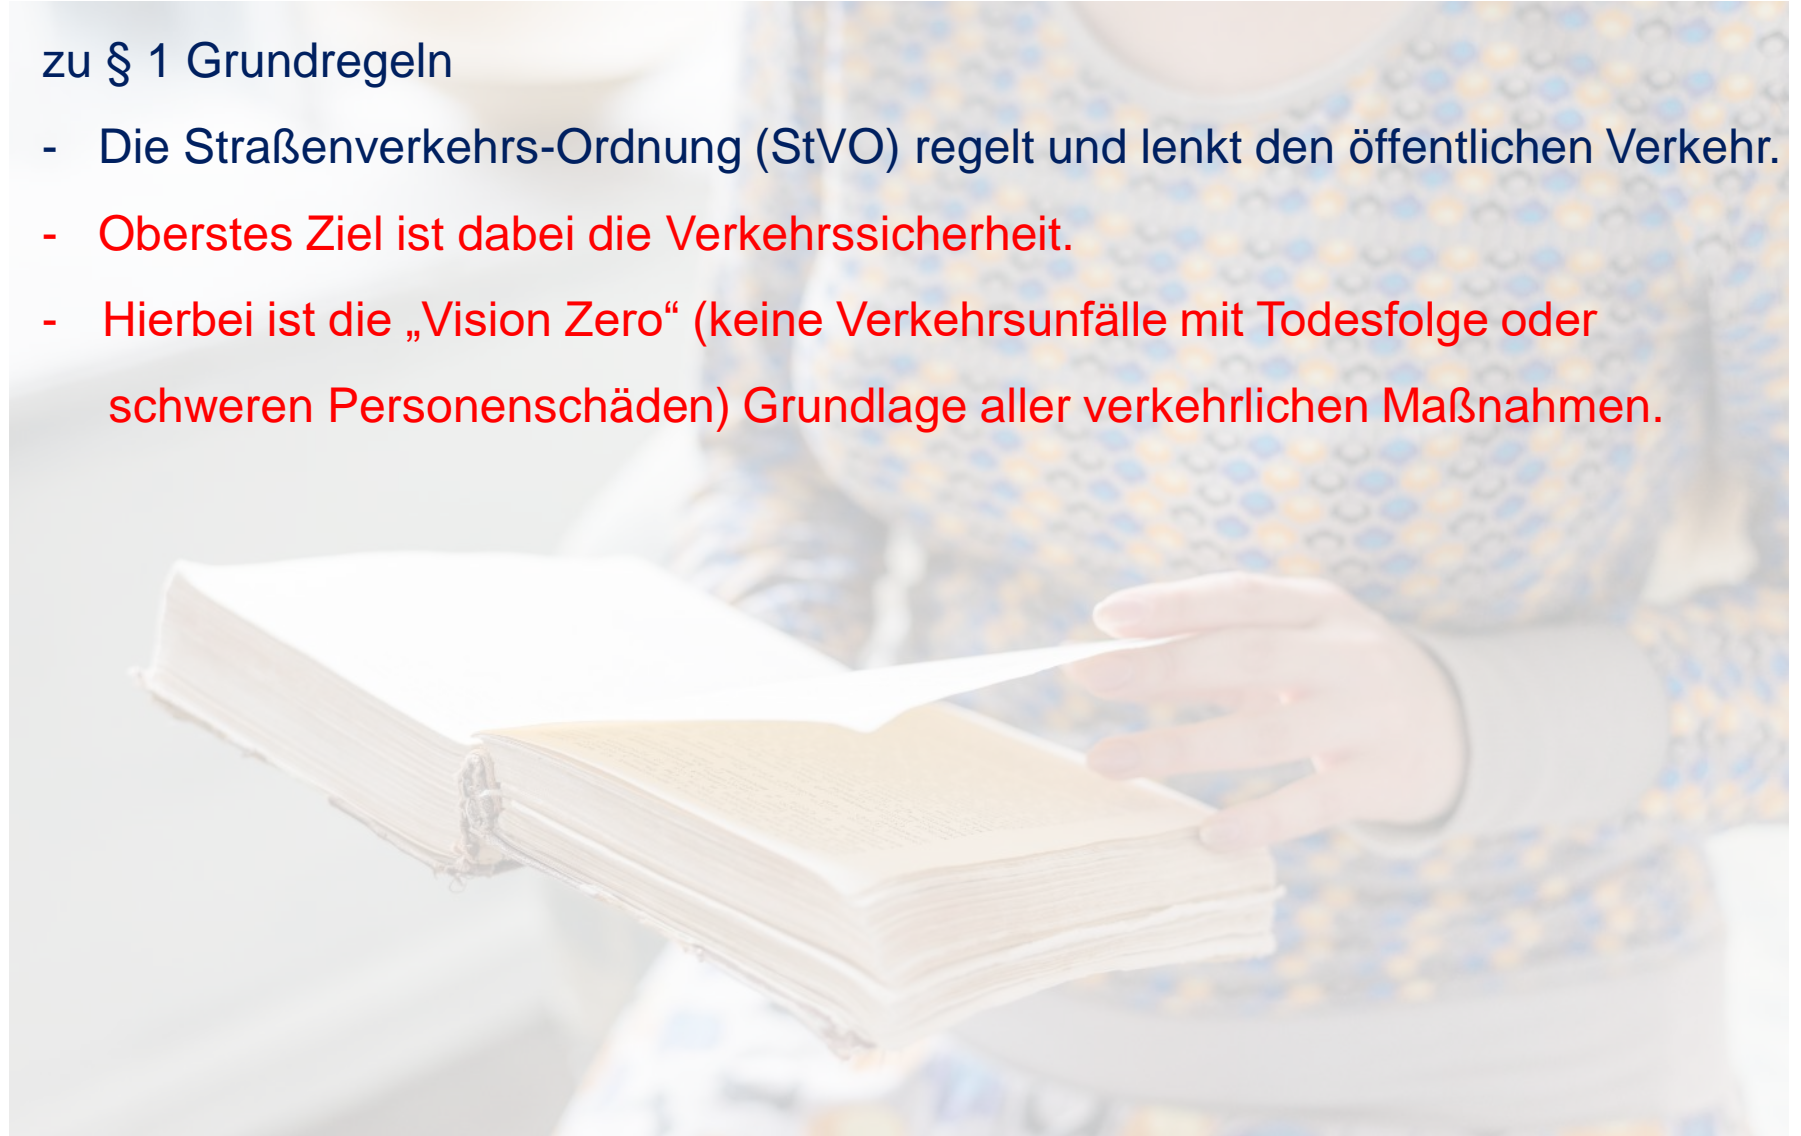 zu § 1 Grundregeln
- Die Straßenverkehrs-Ordnung (StVO) regelt und lenkt den öffentlichen Verkehr.
- Oberstes Ziel ist dabei die Verkehrssicherheit.
- Hierbei ist die „Vision Zero“ (keine Verkehrsunfälle mit Todesfolge oder
schweren Personenschäden) Grundlage aller verkehrlichen Maßnahmen.